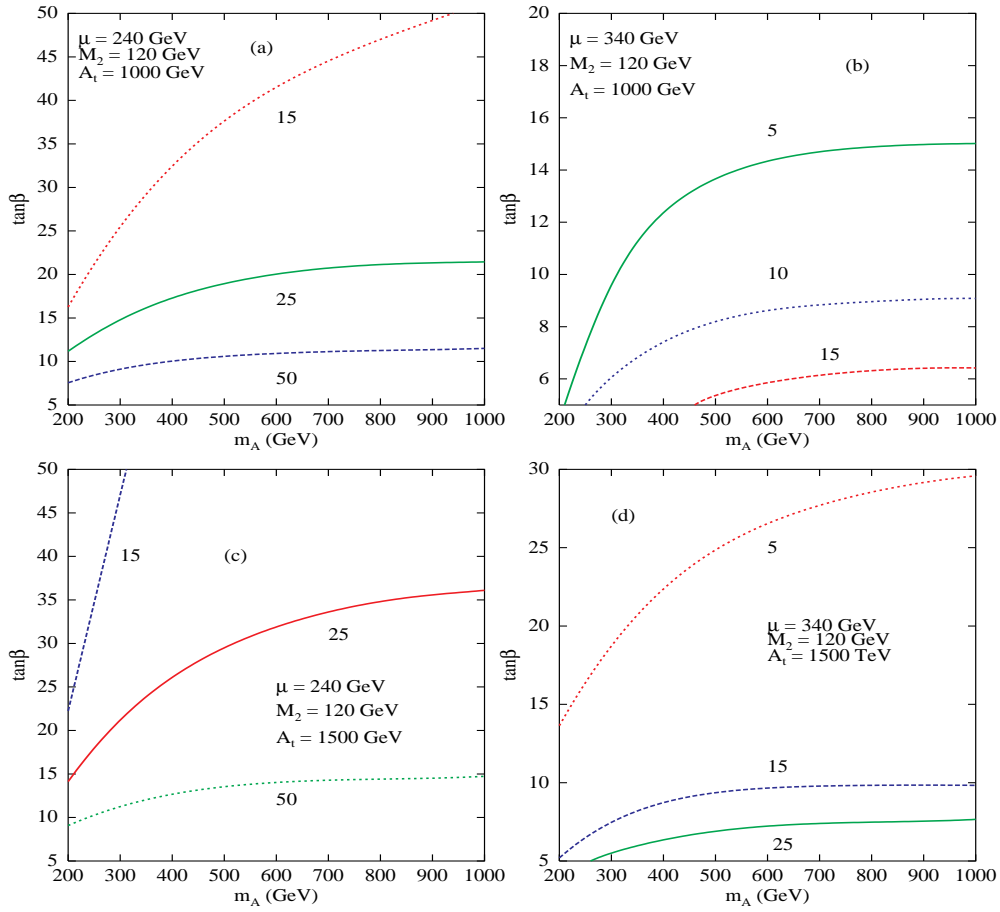 50
45
40
35
30
25
20
15
10
5
tanβ
μ = 240 GeV
M2 = 120 GeV
At = 1000 GeV
(a)
15
25
50
200 300 400 500 600 700 800 900 1000
mA (GeV)
20
18
16
14
12
10
8
6
tanβ
μ = 340 GeV
M2 = 120 GeV
At = 1000 GeV
(b)
5
10
15
200 300 400 500 600 700 800 900 1000
mA (GeV)
50
45
40
35
30
25
20
15
10
5
tanβ
15
(c)
25
μ = 240 GeV
M2 = 120 GeV
At = 1500 GeV
50
200 300 400 500 600 700 800 900 1000
mA (GeV)
30
25
20
15
10
5
tanβ
(d)
5
μ = 340 GeV
M2 = 120 GeV
At = 1500 TeV
15
25
200 300 400 500 600 700 800 900 1000
mA (GeV)